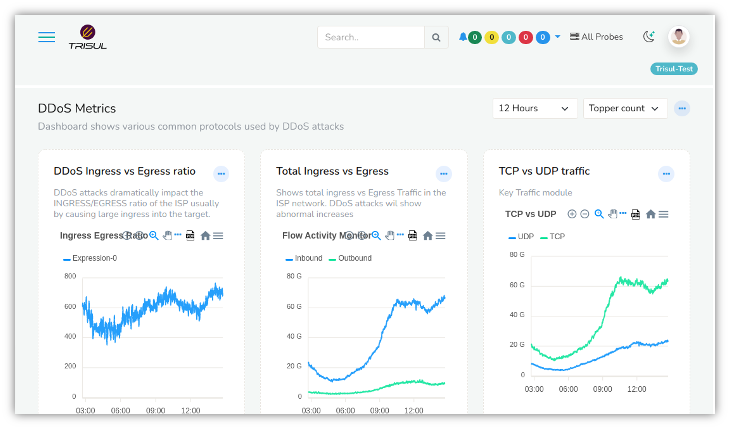 TRISUL
Search..
0 0 0 0 0
All Probes
Trisul-Test
DDoS Metrics
Dashboard shows various common protocols used by DDoS attacks
12 Hours
Topper count
DDoS Ingress vs Egress ratio
DDoS attacks dramatically impact the
INGRESS/EGRESS ratio of the ISP usually
by causing large ingress into the target.
Ingress Egress Ratio
Expression-0
800
600
400
200
0
03:00 06:00 09:00 12:00
Total Ingress vs Egress
Shows total ingress vs Egress Traffic in the
ISP network. DDoS attacks wil show
abnormal increases
Flow Activity Monitor
Inbound Outbound
80 G
60 G
40 G
20 G
0
03:00 06:00 09:00 12:00
TCP vs UDP traffic
Key Traffic module
TCP vs UDP
UDP TCP
80 G
60 G
40 G
20 G
0
03:00 06:00 09:00 12:00